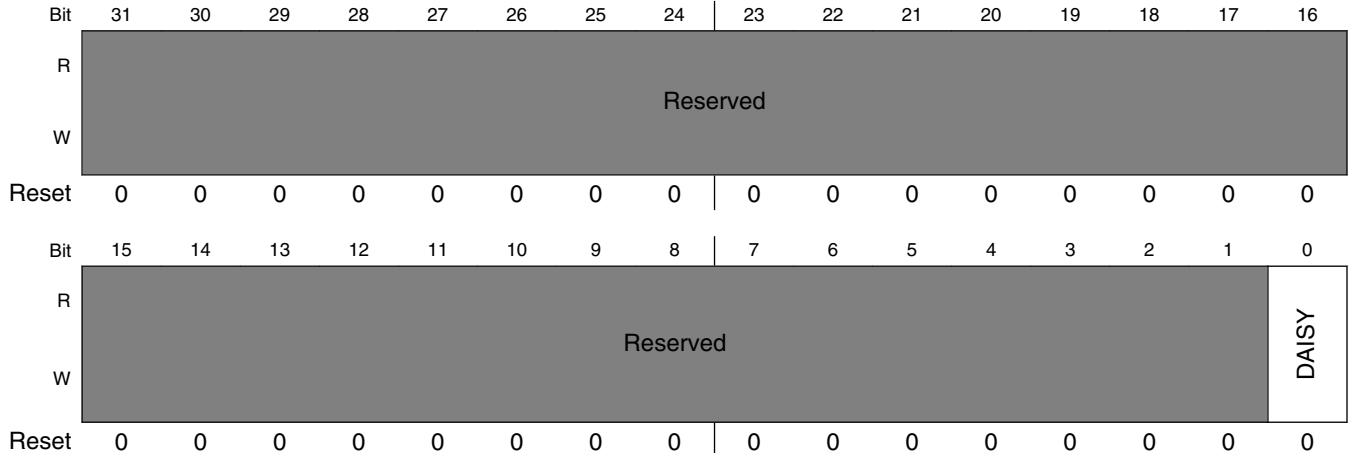 Bit 31 30 29 28 27 26 25 24 23 22 21 20 19 18 17 16
R
Reserved
W
Reset 0 0 0 0 0 0 0 0 0 0 0 0 0 0 0 0
Bit 15 14 13 12 11 10 9 8 7 6 5 4 3 2 1 0
R
Reserved DAISY
W
Reset 0 0 0 0 0 0 0 0 0 0 0 0 0 0 0 0